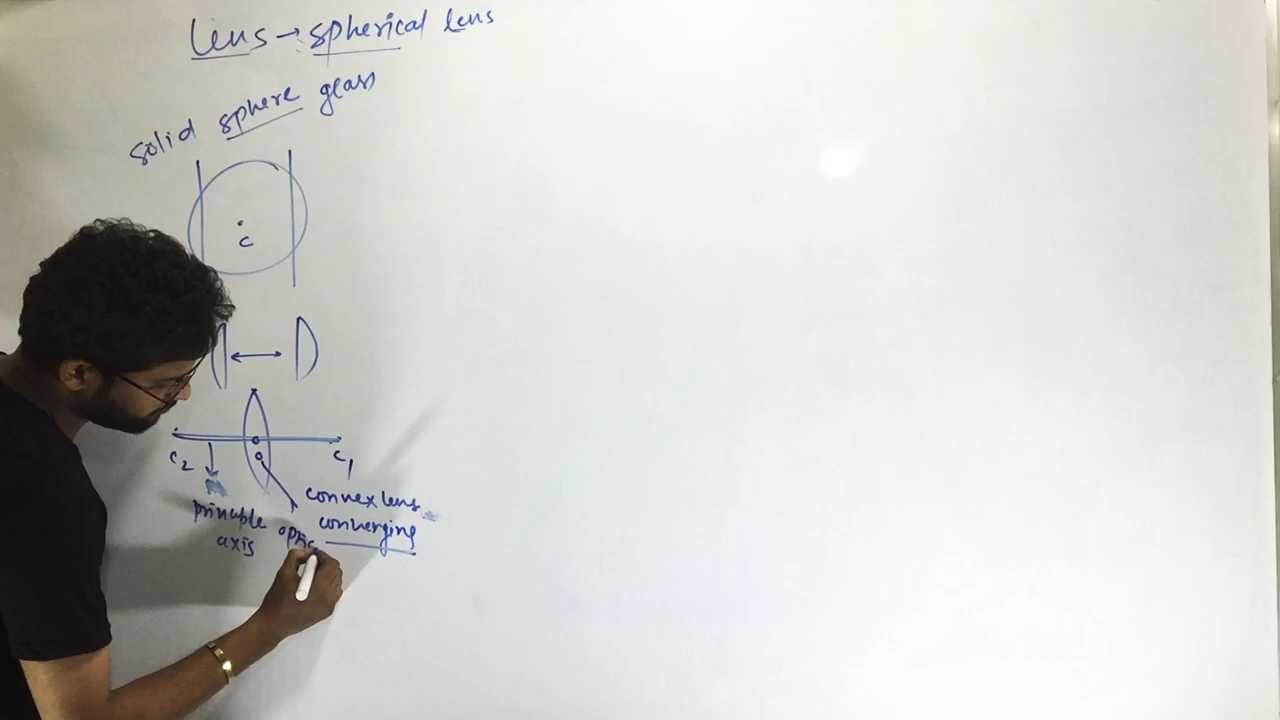 Lens → spherical lens
solid sphere glass
C
C2
C1
o
convex lens
converging
principle
axis
optic